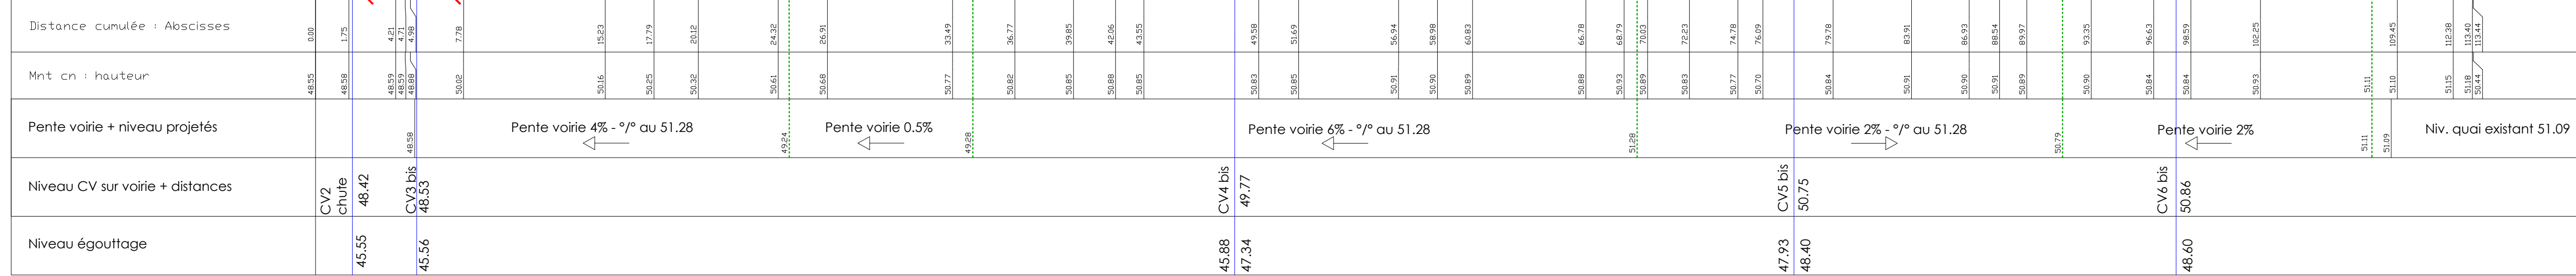 Distance cumulée : Abscisses 0.00 1.75 4.21 4.71 4.98 7.78 15.23 17.79 20.12 24.32 26.91 33.49 36.77 39.85 42.06 43.55 49.58 51.69 56.94 58.98 60.83 66.78 68.79 70.03 72.23 74.78 76.09 79.78 83.91 86.93 88.54 89.97 93.35 96.63 98.59 102.25 109.45 112.38 113.40 113.44
Mnt cn : hauteur 48.55 48.58 48.59 48.59 48.88 50.02 50.16 50.25 50.32 50.61 50.68 50.77 50.82 50.85 50.88 50.85 50.83 50.85 50.91 50.90 50.89 50.88 50.93 50.89 50.83 50.77 50.70 50.84 50.91 50.90 50.91 50.89 50.90 50.84 50.84 50.93 51.11 51.10 51.15 51.18 50.44
Pente voirie + niveau projetés 48.58 Pente voirie 4% - °/° au 51.28 49.24 Pente voirie 0.5% 49.28 Pente voirie 6% - °/° au 51.28 51.28 Pente voirie 2% - °/° au 51.28 50.79 Pente voirie 2% 51.11 51.09 Niv. quai existant 51.09
Niveau CV sur voirie + distances CV2 chute 48.42 CV3 bis 48.53 CV4 bis 49.77 CV5 bis 50.75 CV6 bis 50.86
Niveau égouttage 45.55 45.56 45.88 47.34 47.93 48.40 48.60